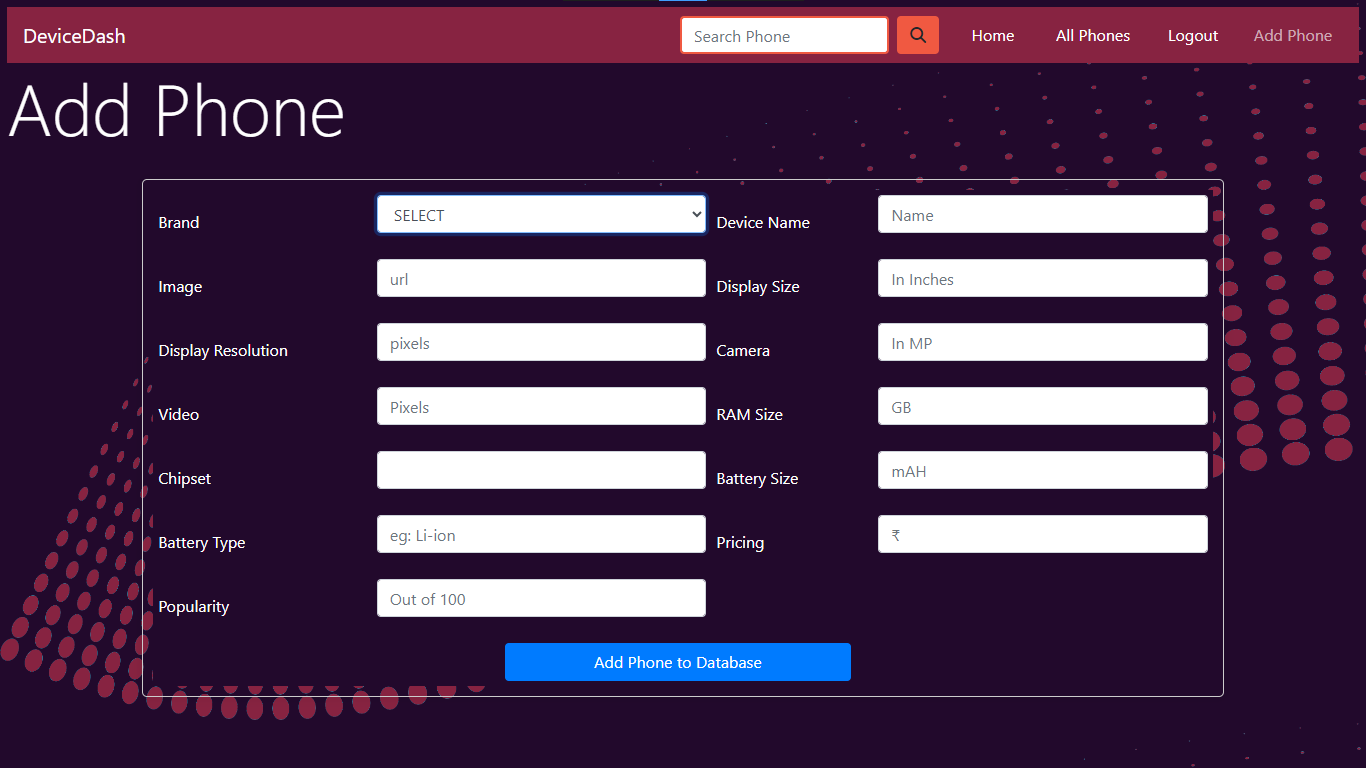 DeviceDash Search Phone Home All Phones Logout Add Phone
Add Phone
Brand SELECT Device Name Name
Image url Display Size In Inches
Display Resolution pixels Camera In MP
Video Pixels RAM Size GB
Chipset Battery Size mAH
Battery Type eg: Li-ion Pricing ₹
Popularity Out of 100
Add Phone to Database